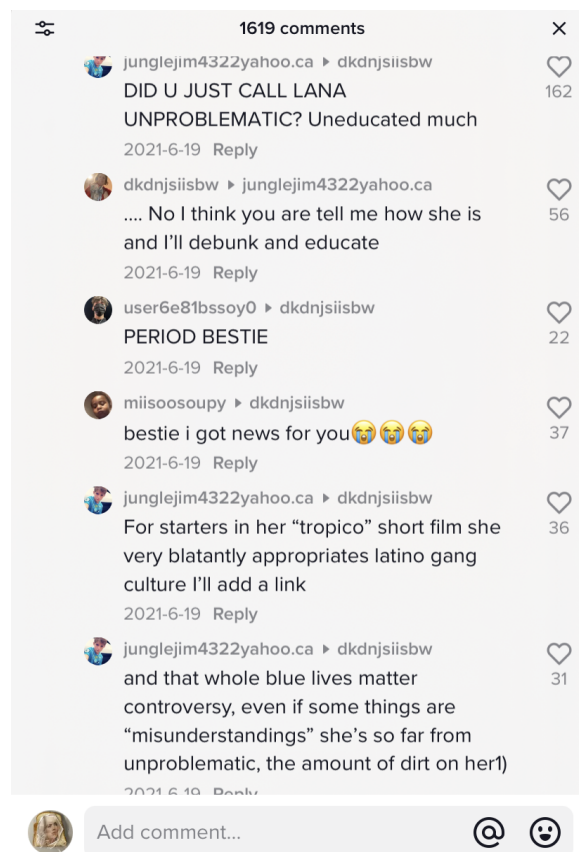 1619 comments
junglejim4322yahoo.ca ▸ dkdnjsiisbw
DID U JUST CALL LANA
UNPROBLEMATIC? Uneducated much
162
2021-6-19 Reply
dkdnjsiisbw ▸ junglejim4322yahoo.ca
.... No I think you are tell me how she is
and I'll debunk and educate
56
2021-6-19 Reply
user6e81bssoy0 ▸ dkdnjsiisbw
PERIOD BESTIE
22
2021-6-19 Reply
miisoosoupy ▸ dkdnjsiisbw
bestie i got news for you😭😭😭
37
2021-6-19 Reply
junglejim4322yahoo.ca ▸ dkdnjsiisbw
For starters in her “tropico” short film she
very blatantly appropriates latino gang
culture I'll add a link
36
2021-6-19 Reply
junglejim4322yahoo.ca ▸ dkdnjsiisbw
and that whole blue lives matter
controversy, even if some things are
“misunderstandings” she's so far from
unproblematic, the amount of dirt on her1)
31
2021-6-19 Reply
Add comment...